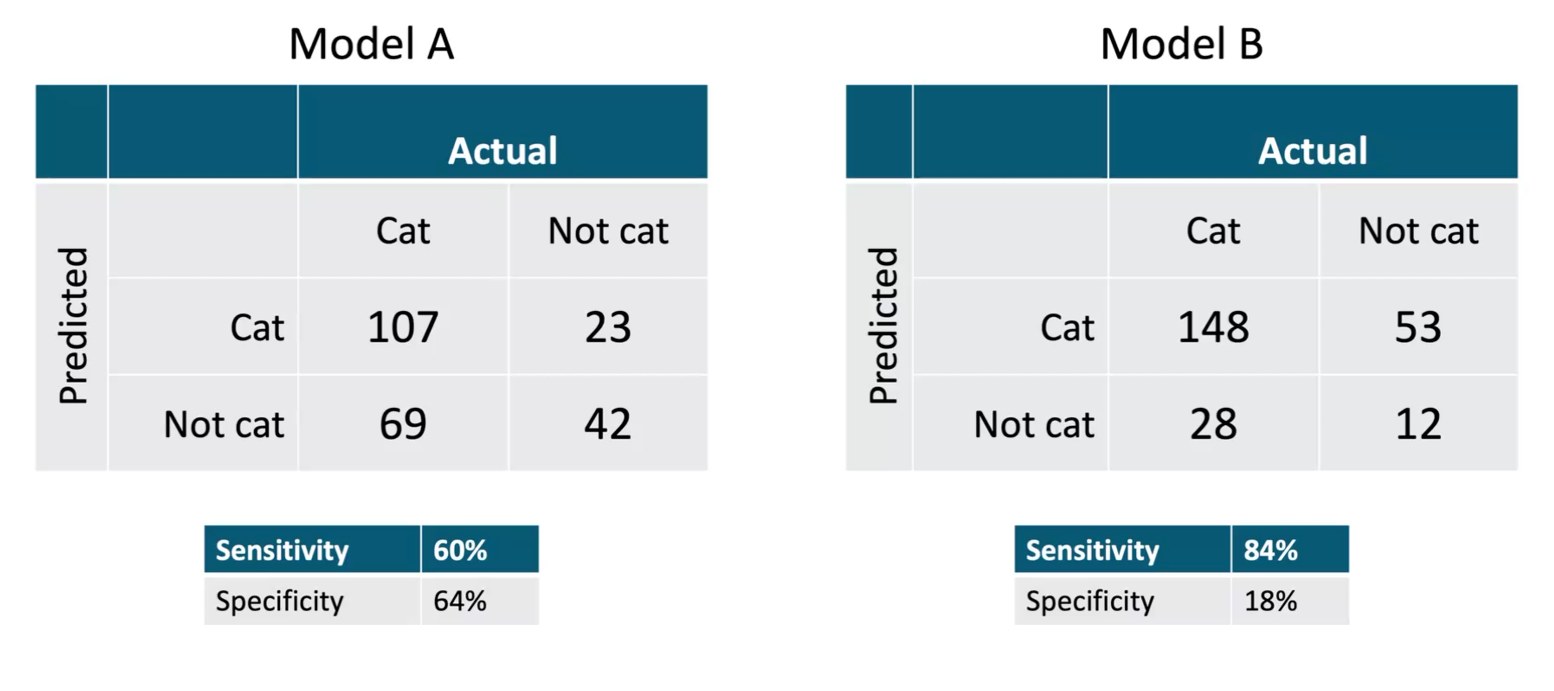 Model A
Actual
Predicted
Cat Not cat
Cat 107 23
Not cat 69 42
Sensitivity 60%
Specificity 64%
Model B
Actual
Predicted
Cat Not cat
Cat 148 53
Not cat 28 12
Sensitivity 84%
Specificity 18%